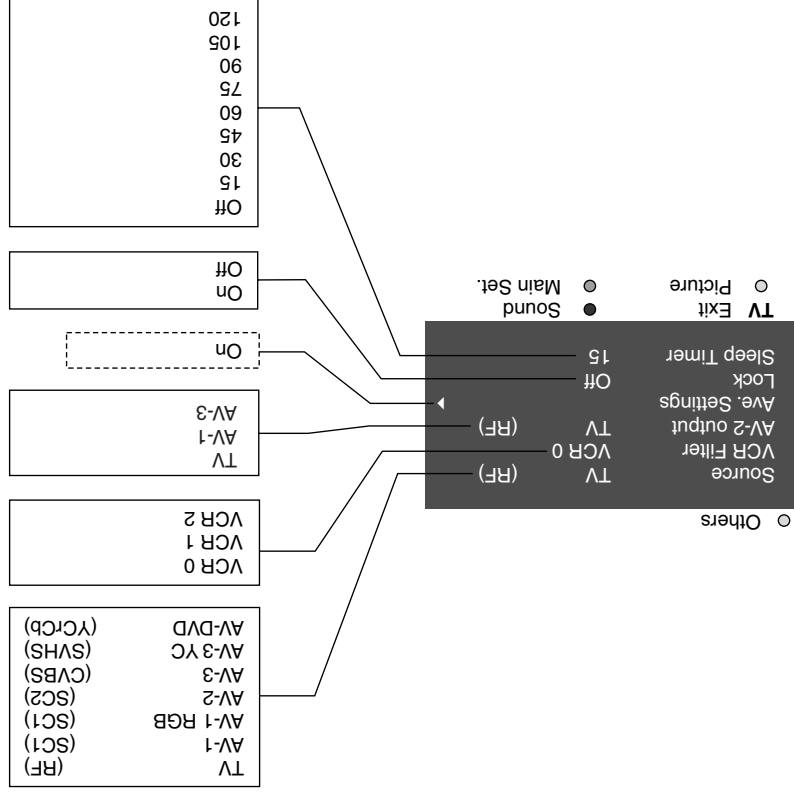 Others
Source TV (RF)
VCR Filter VCR 0
AV-2 output TV (RF)
Ave. Settings
Lock Off
Sleep Timer 15
TV Exit Sound
Picture Main Set.
TV (RF)
AV-1 (SC1)
AV-1 RGB (SC1)
AV-2 (SC2)
AV-3 (CVBS)
AV-3 YC (SVHS)
AV-DVD (YCrCb)
VCR 0
VCR 1
VCR 2
TV
AV-1
AV-3
On
On
Off
Off
15
30
45
60
75
90
105
120